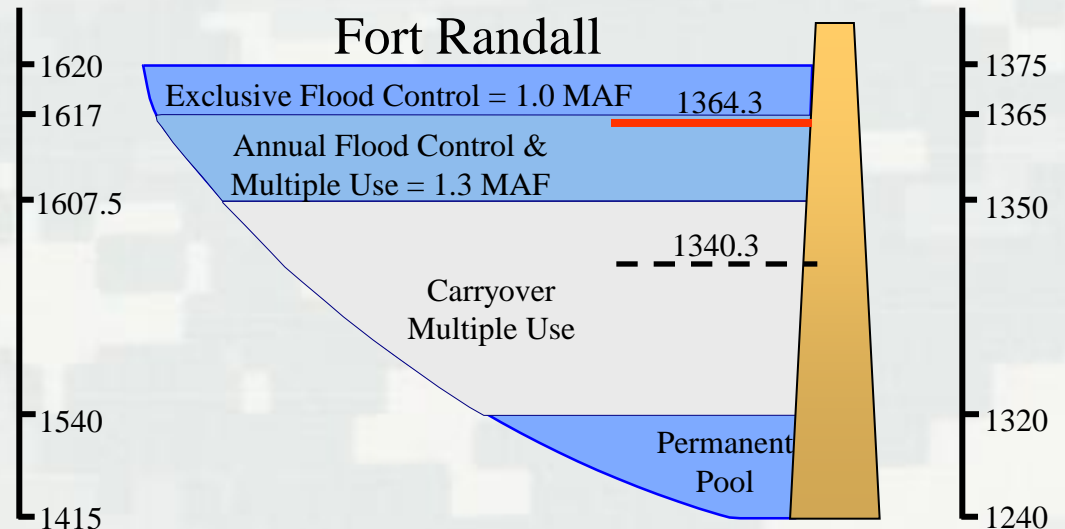 Fort Randall
1620
1617
1607.5
1540
1415
Exclusive Flood Control = 1.0 MAF
1364.3
Annual Flood Control &
Multiple Use = 1.3 MAF
1340.3
Carryover
Multiple Use
Permanent
Pool
1375
1365
1350
1320
1240